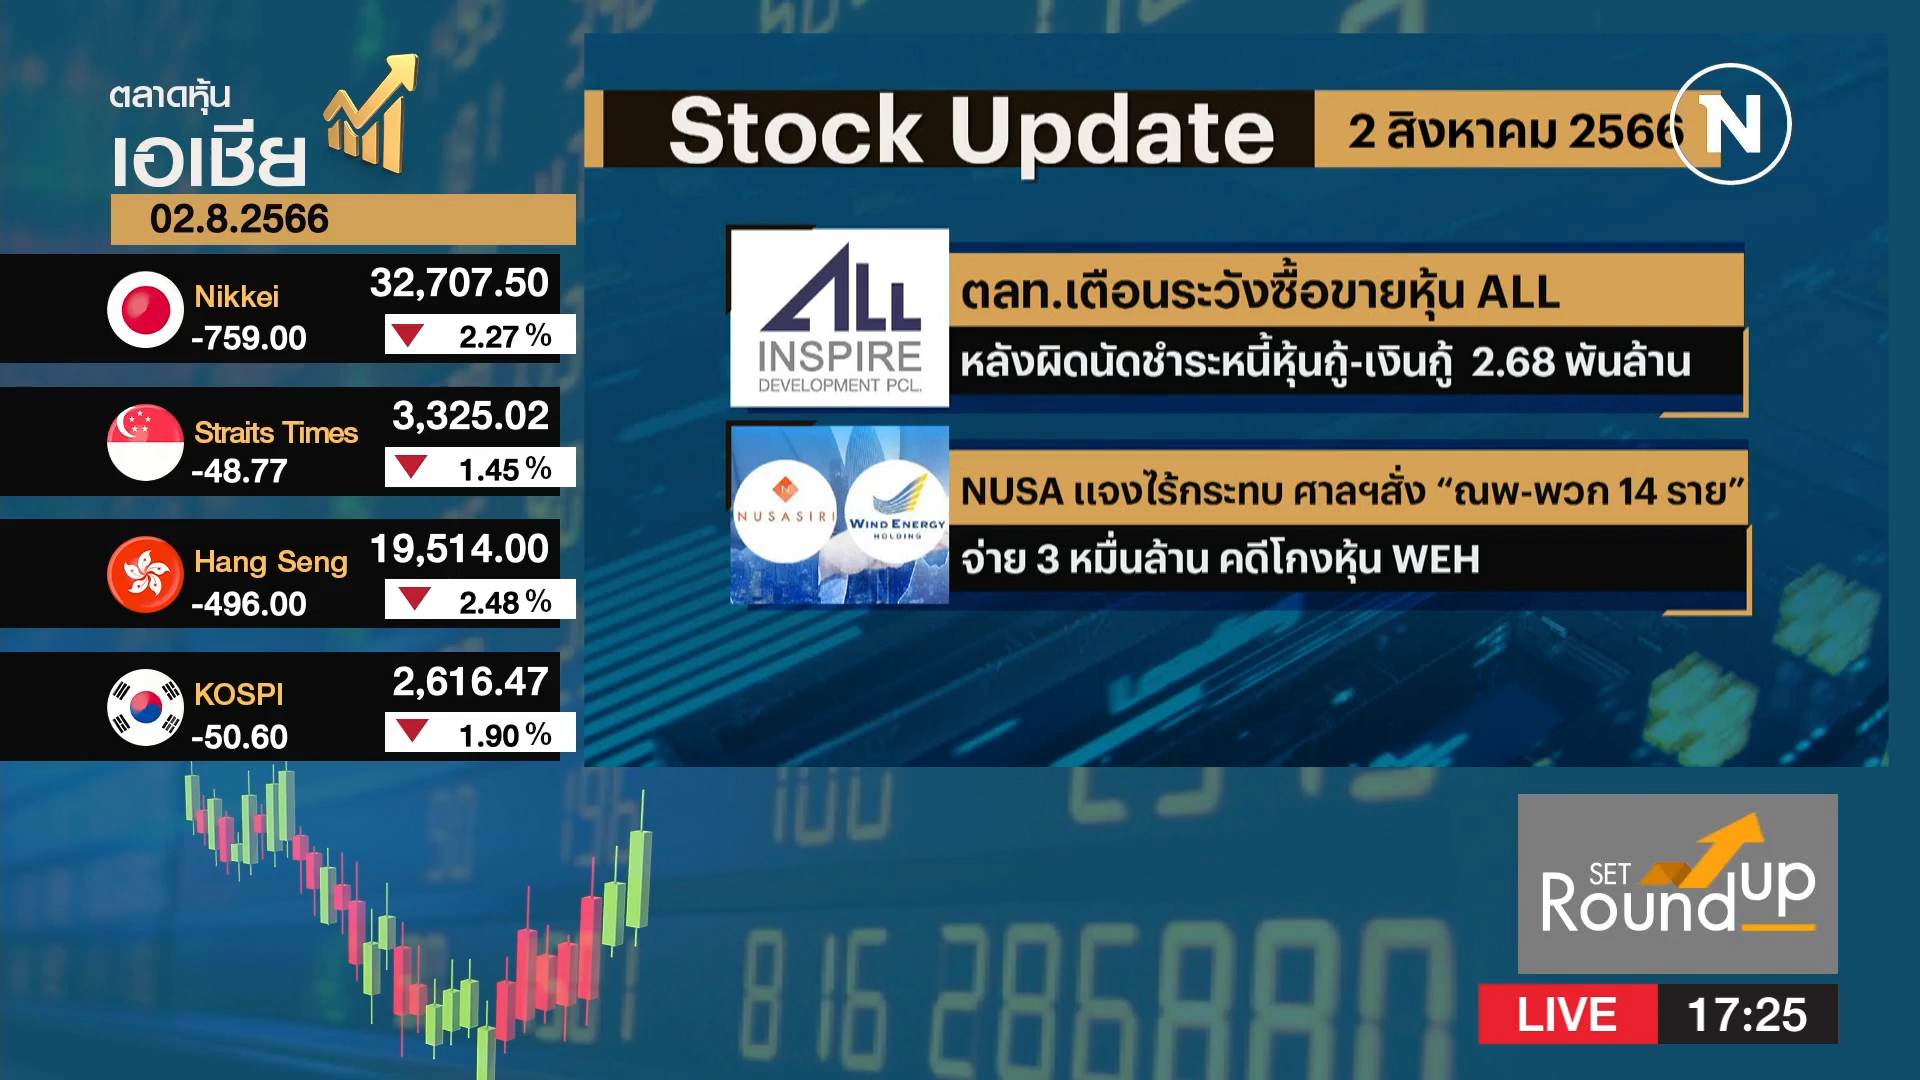 ตลาดหุ้น
เอเชีย
02.8.2566
Nikkei 32,707.50
-759.00 2.27 %
Straits Times 3,325.02
-48.77 1.45 %
Hang Seng 19,514.00
-496.00 2.48 %
KOSPI 2,616.47
-50.60 1.90 %
Stock Update
2 สิงหาคม 2566
N
ALL
INSPIRE
DEVELOPMENT PCL.
ตลท.เตือนระวังซื้อขายหุ้น ALL
หลังผิดนัดชำระหนี้หุ้นกู้-เงินกู้ 2.68 พันล้าน
N
NUSASIRI
WIND ENERGY
HOLDING
NUSA แจงไร้กระทบ ศาลฯสั่ง “ณพ-พวก 14 ราย”
จ่าย 3 หมื่นล้าน คดีโกงหุ้น WEH
100
816
SET
Roundup
LIVE 17:25